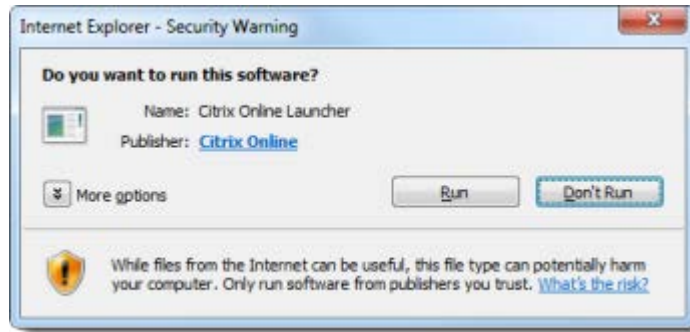 Internet Explorer - Security Warning
Do you want to run this software?
Name: Citrix Online Launcher
Publisher: Citrix Online
More options
Run
Don't Run
While files from the Internet can be useful, this file type can potentially harm
your computer. Only run software from publishers you trust. What's the risk?